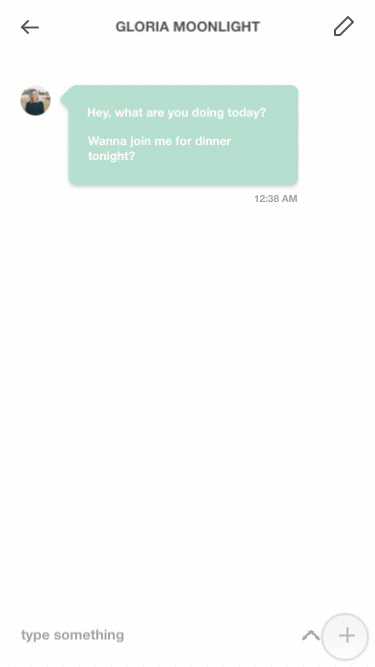 GLORIA MOONLIGHT
Hey, what are you doing today?
Wanna join me for dinner
tonight?
12:38 AM
type something